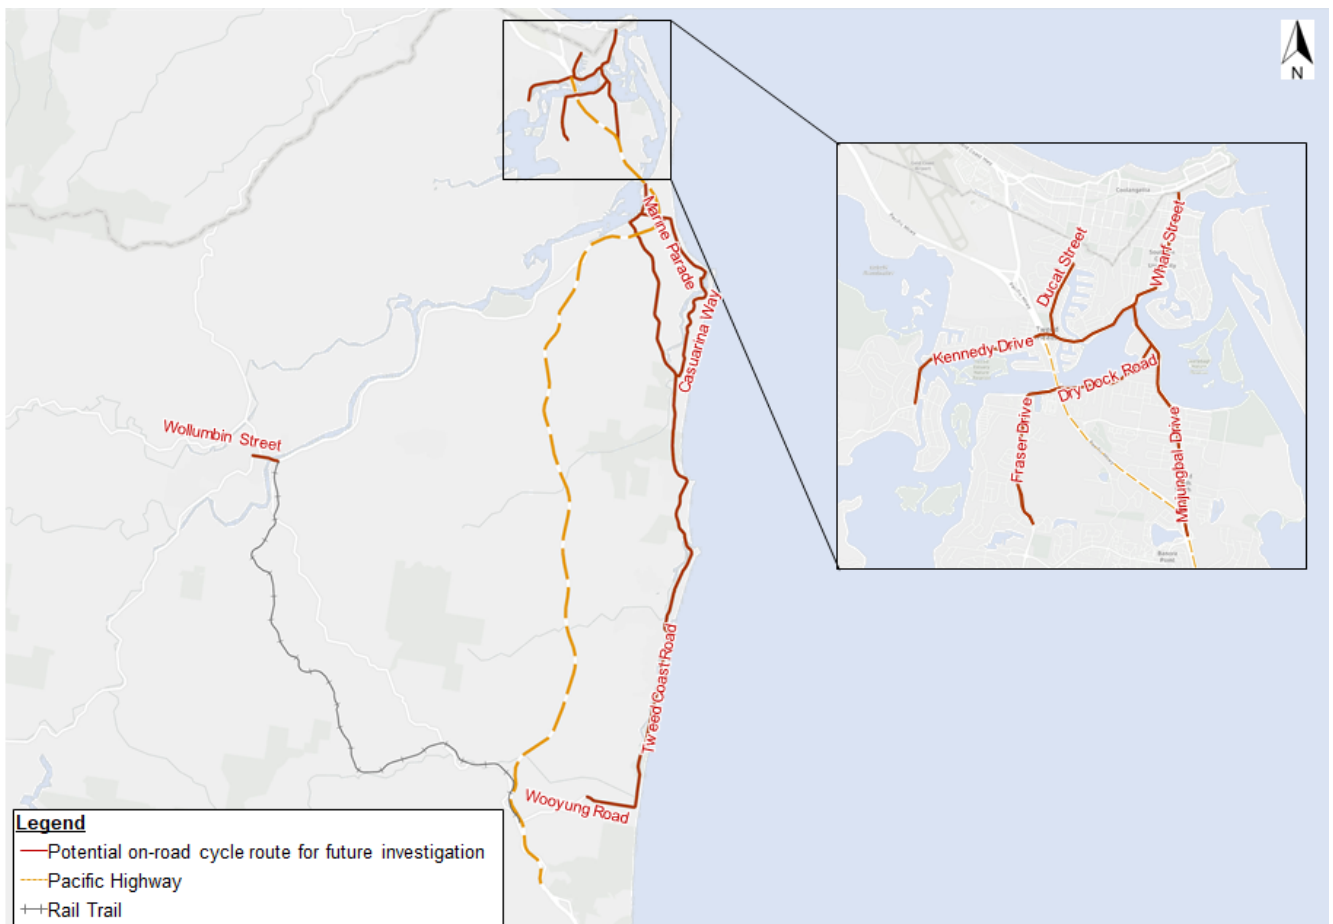 N
Coolangatta
Wharf Street
Ducat Street
Kennedy Drive
Dry Dock Road
Fraser Drive
Minjungbal Drive
Banora
Point
Marine Parade
Casuarina Way
Wollumbin Street
Tweed Coast Road
Wooyung Road
Legend
Potential on-road cycle route for future investigation
Pacific Highway
Rail Trail